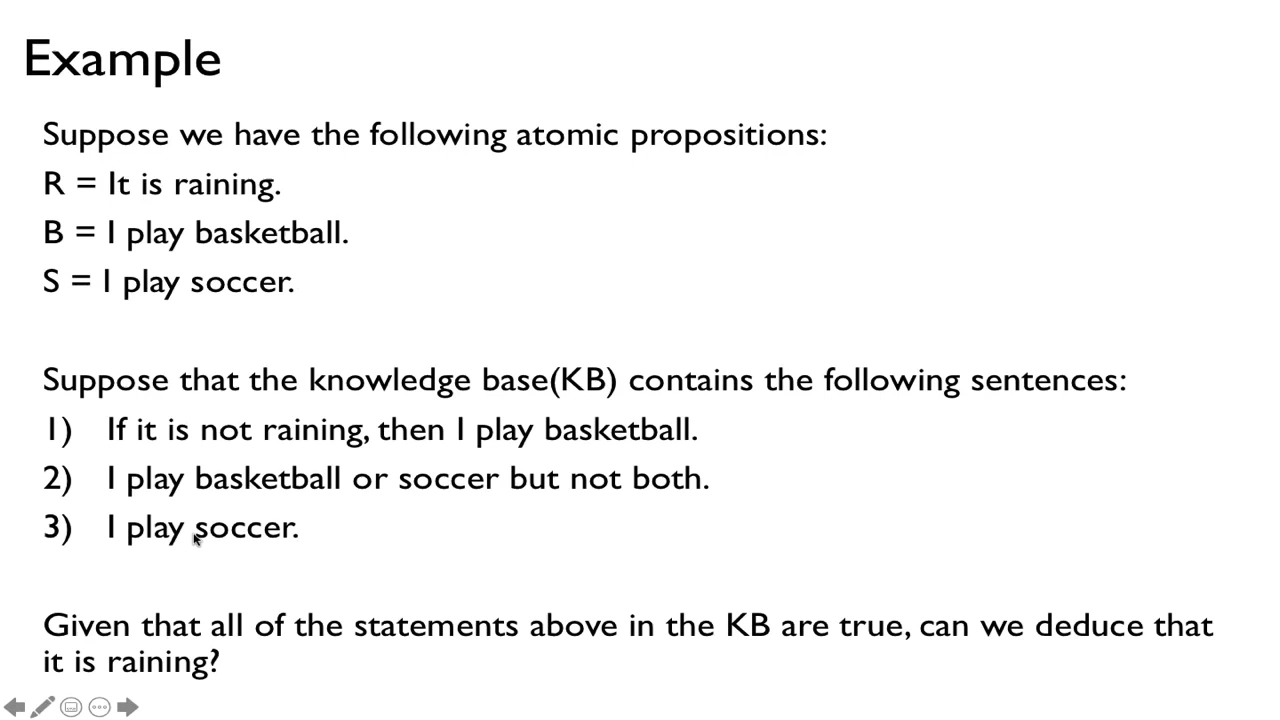 Example
Suppose we have the following atomic propositions:
R = It is raining.
B = I play basketball.
S = I play soccer.
Suppose that the knowledge base(KB) contains the following sentences:
1) If it is not raining, then I play basketball.
2) I play basketball or soccer but not both.
3) I play soccer.
Given that all of the statements above in the KB are true, can we deduce that
it is raining?